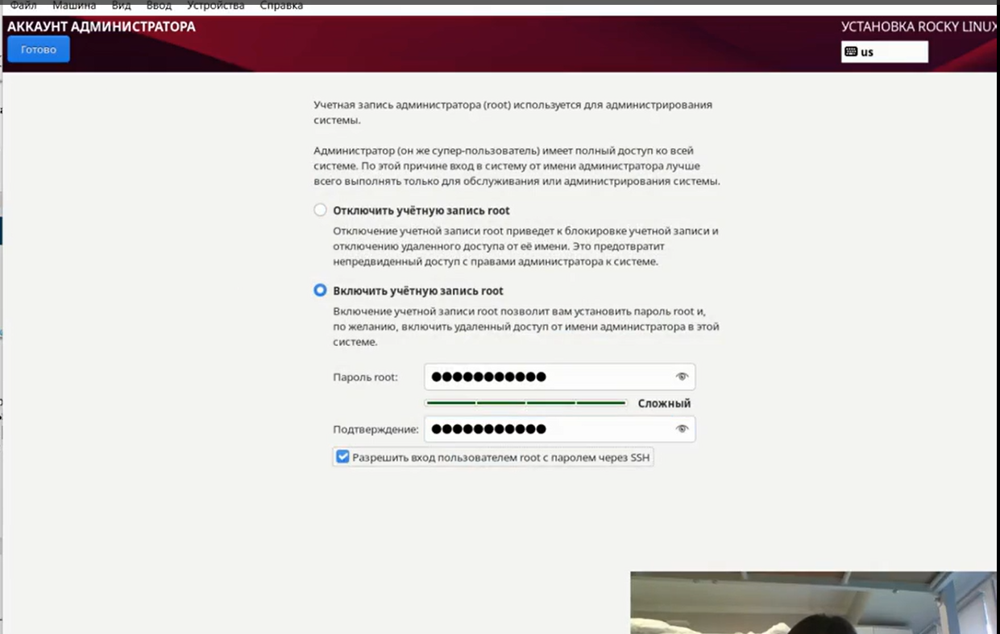 Файл Машина Вид Ввод Устройства Справка
АККАУНТ АДМИНИСТРАТОРА
УСТАНОВКА ROCKY LINUX
Готово
us
Учетная запись администратора (root) используется для администрирования
системы.
Администратор (он же супер-пользователь) имеет полный доступ ко всей
системе. По этой причине вход в систему от имени администратора лучше
всего выполнять только для обслуживания или администрирования системы.
Отключить учётную запись root
Отключение учетной записи root приведет к блокировке учетной записи и
отключению удаленного доступа от её имени. Это предотвратит
непредвиденный доступ с правами администратора к системе.
Включить учётную запись root
Включение учетной записи root позволит вам установить пароль root и,
по желанию, включить удаленный доступ от имени администратора в этой
системе.
Пароль root:
Сложный
Подтверждение:
Разрешить вход пользователем root с паролем через SSH